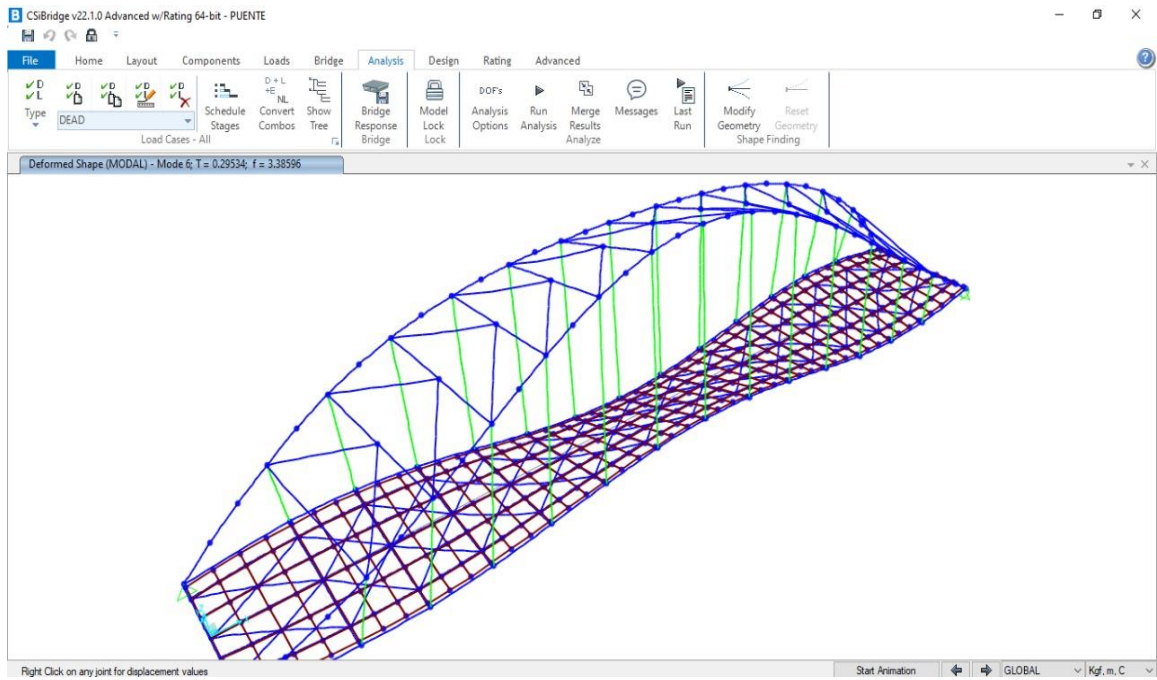 B CSiBridge v22.1.0 Advanced w/Rating 64-bit - PUENTE
File Home Layout Components Loads Bridge Analysis Design Rating Advanced
D L Type
DEAD
Schedule Stages
D + L +E NL Convert Combos
Show Tree
Load Cases - All
Bridge Response
Bridge
Model Lock
Lock
DOF's Analysis Options
Run Analysis
Merge Results
Messages
Last Run
Analyze
Modify Geometry
Reset Geometry
Shape Finding
Deformed Shape (MODAL) - Mode 6; T = 0.29534; f = 3.38596
Right Click on any joint for displacement values
Start Animation
GLOBAL
Kgf, m, C